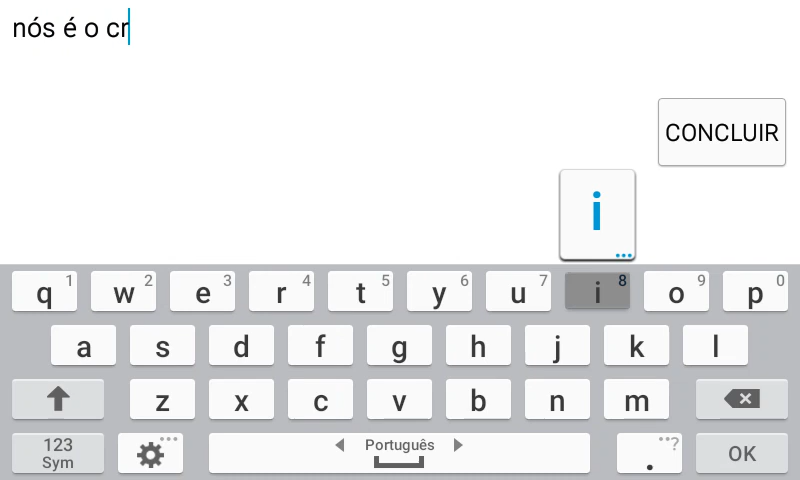 nós é o cr
CONCLUIR
i
q 1 w 2 e 3 r 4 t 5 y 6 u 7 i 8 o 9 p 0
a s d f g h j k l
z x c v b n m
123 Sym Português . ? OK